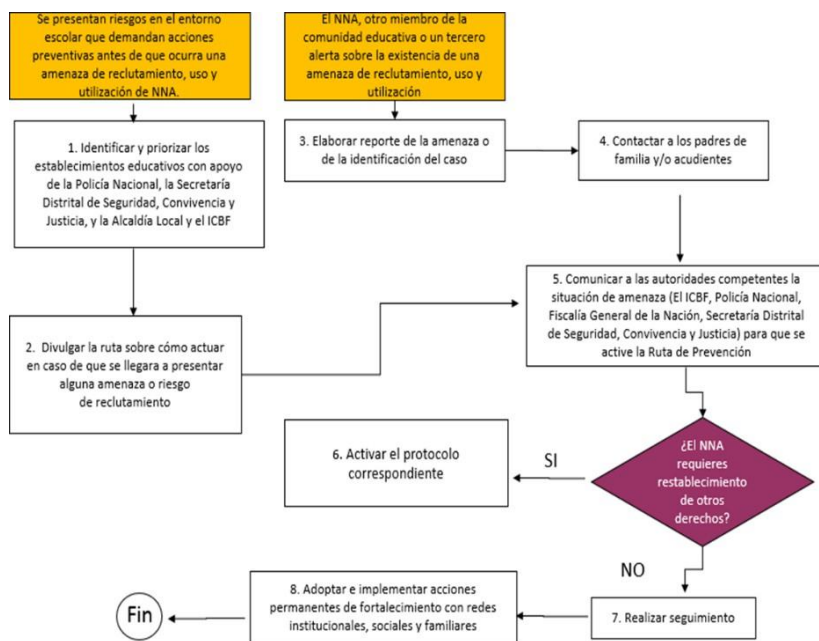 Se presentan riesgos en el entorno
escolar que demandan acciones
preventivas antes de que ocurra una
amenaza de reclutamiento, uso y
utilización de NNA.
El NNA, otro miembro de la
comunidad educativa o un tercero
alerta sobre la existencia de una
amenaza de reclutamiento, uso y
utilización
1. Identificar y priorizar los
establecimientos educativos con apoyo
de la Policía Nacional, la Secretaría
Distrital de Seguridad, Convivencia y
Justicia, y la Alcaldía Local y el ICBF
3. Elaborar reporte de la amenaza o
de la identificación del caso
4. Contactar a los padres de
familia y/o acudientes
2. Divulgar la ruta sobre cómo actuar
en caso de que se llegara a presentar
alguna amenaza o riesgo
de reclutamiento
5. Comunicar a las autoridades competentes la
situación de amenaza (El ICBF, Policía Nacional,
Fiscalía General de la Nación, Secretaría Distrital
de Seguridad, Convivencia y Justicia) para que se
active la Ruta de Prevención
¿El NNA
requieres
restablecimiento
de otros
derechos?
SI
6. Activar el protocolo
correspondiente
NO
7. Realizar seguimiento
8. Adoptar e implementar acciones
permanentes de fortalecimiento con redes
institucionales, sociales y familiares
Fin